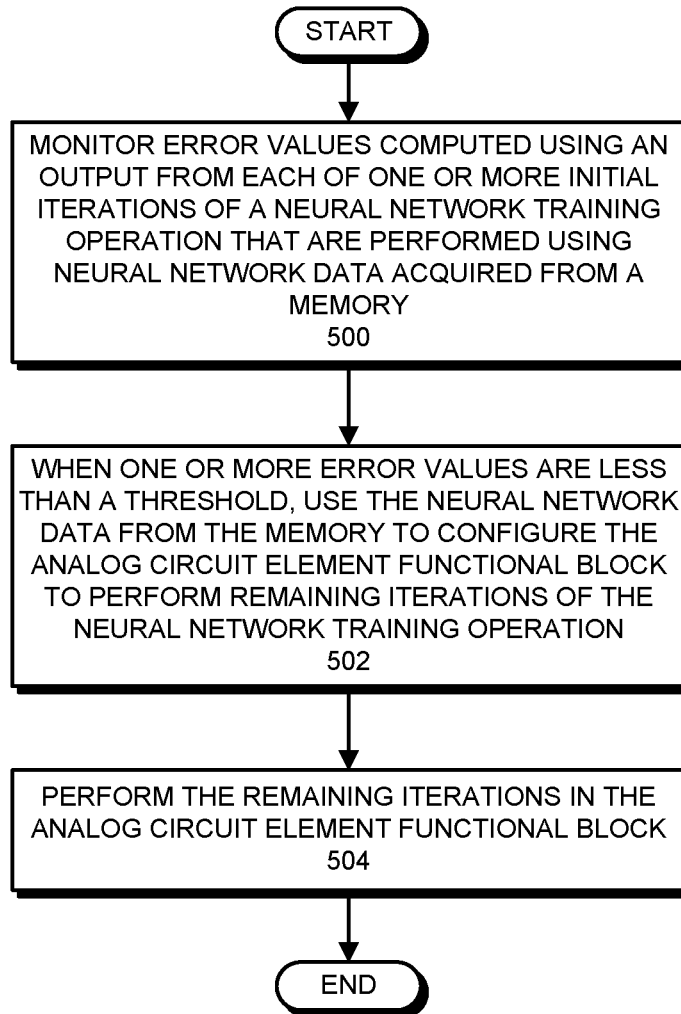 START
MONITOR ERROR VALUES COMPUTED USING AN
OUTPUT FROM EACH OF ONE OR MORE INITIAL
ITERATIONS OF A NEURAL NETWORK TRAINING
OPERATION THAT ARE PERFORMED USING
NEURAL NETWORK DATA ACQUIRED FROM A
MEMORY
500
WHEN ONE OR MORE ERROR VALUES ARE LESS
THAN A THRESHOLD, USE THE NEURAL NETWORK
DATA FROM THE MEMORY TO CONFIGURE THE
ANALOG CIRCUIT ELEMENT FUNCTIONAL BLOCK
TO PERFORM REMAINING ITERATIONS OF THE
NEURAL NETWORK TRAINING OPERATION
502
PERFORM THE REMAINING ITERATIONS IN THE
ANALOG CIRCUIT ELEMENT FUNCTIONAL BLOCK
504
END